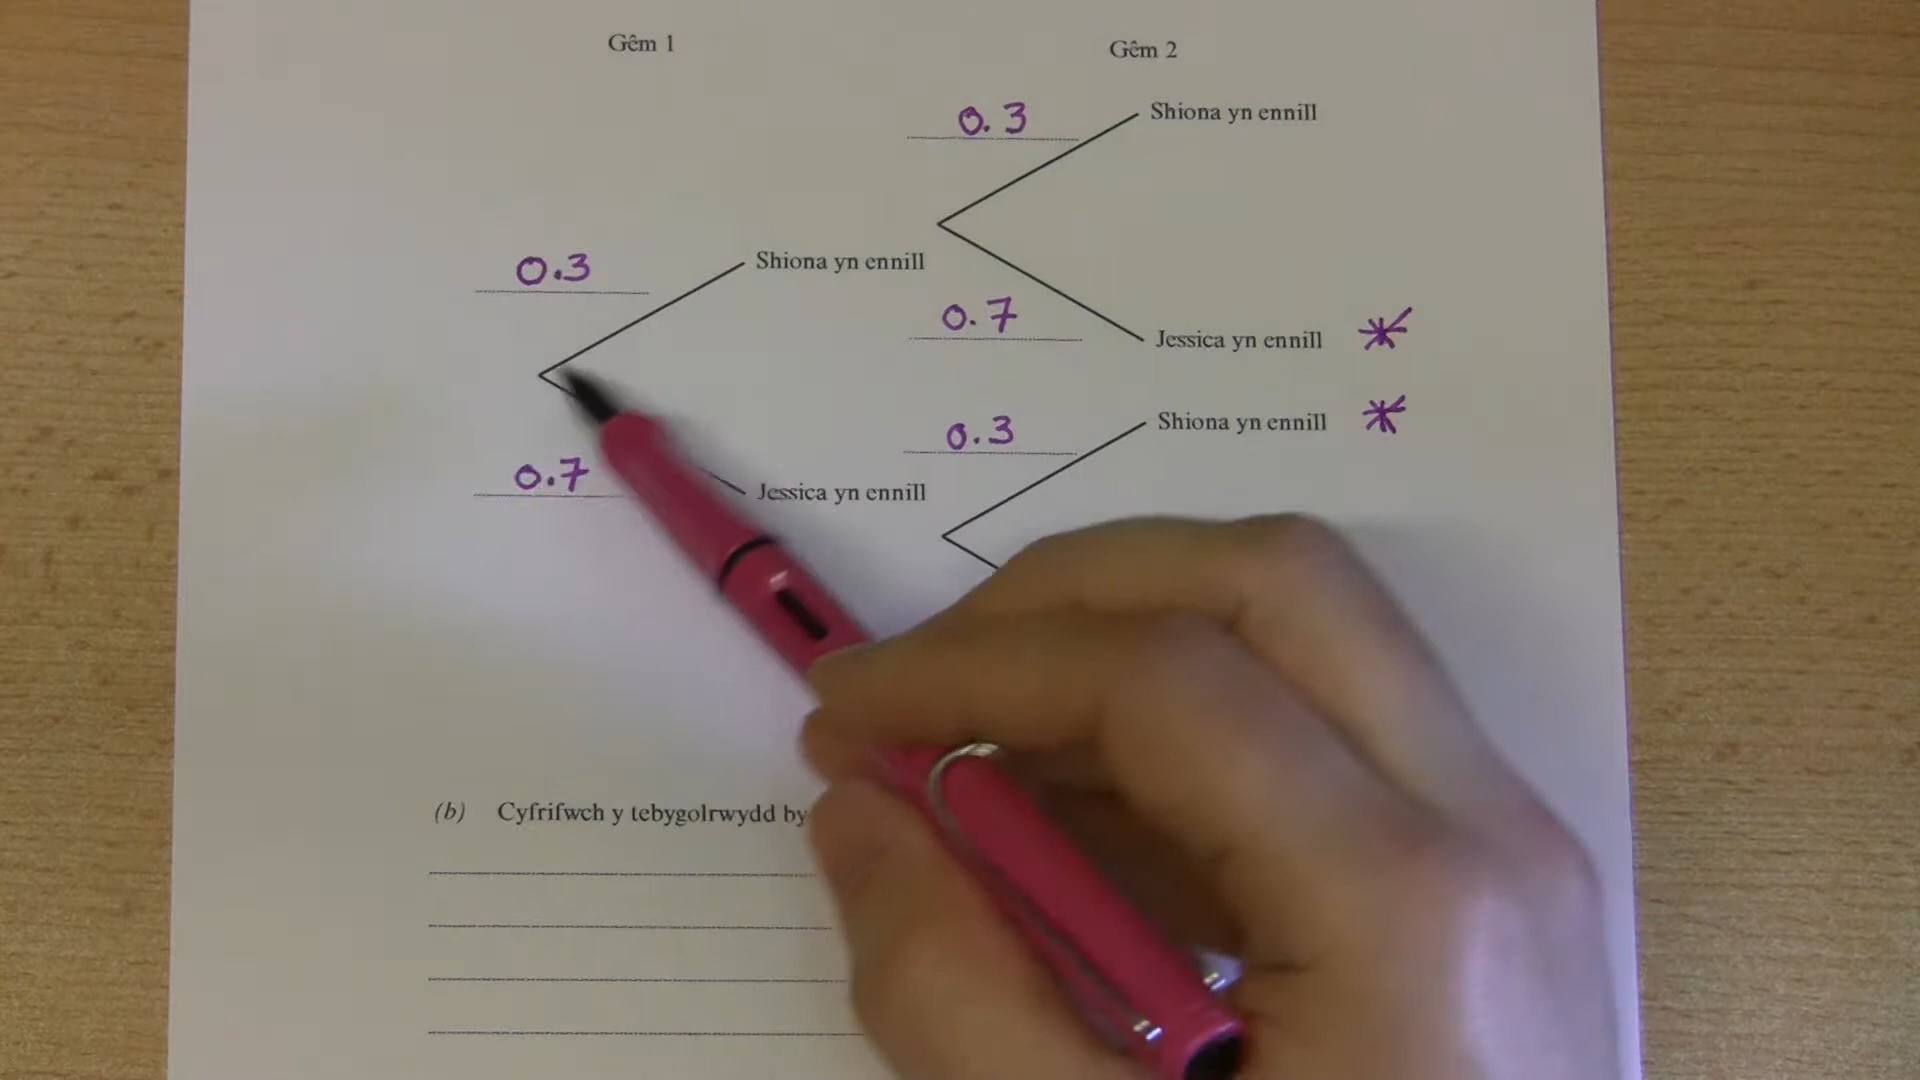 Gêm 1
Gêm 2
0.3
Shiona yn ennill
0.3
Shiona yn ennill
0.7
Jessica yn ennill *
0.3
Shiona yn ennill *
0.7
Jessica yn ennill
(b) Cyfrifwch y tebygolrwydd